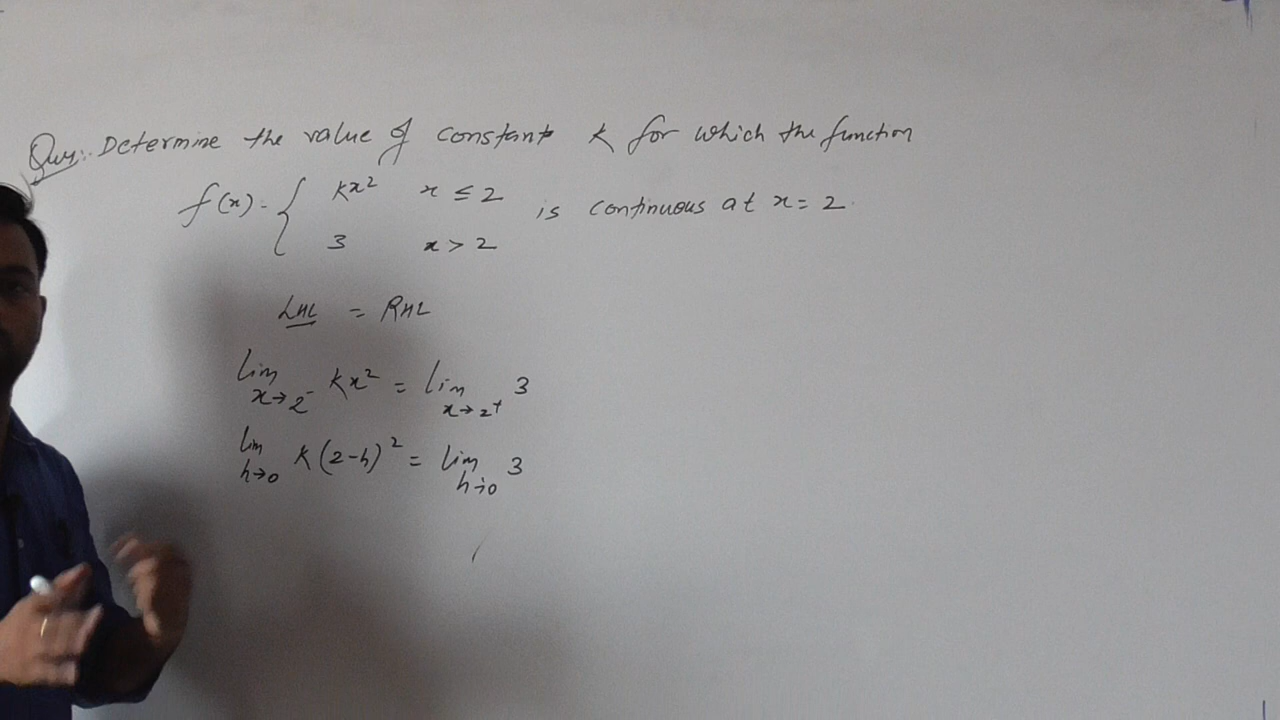 Ques:. Determine the value of constant K for which the function
f(x) = { Kx² x ≤ 2 is continuous at x = 2.
3 x > 2
LHL = RHL
lim x→2⁻ Kx² = lim x→2⁺ 3
lim h→0 K(2-h)² = lim h→0 3